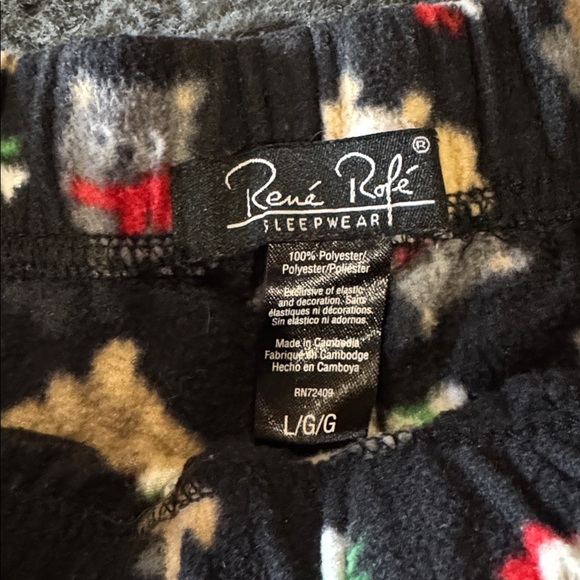 René Rofé ®
SLEEPWEAR
100% Polyester/
Polyester/Poliéster
Exclusive of elastic
and decoration. Sans
élastiques ni décorations.
Sin elástico ni adornos.
Made in Cambodia
Fabriqué en Cambodge
Hecho en Camboya
RN72409
L/G/G